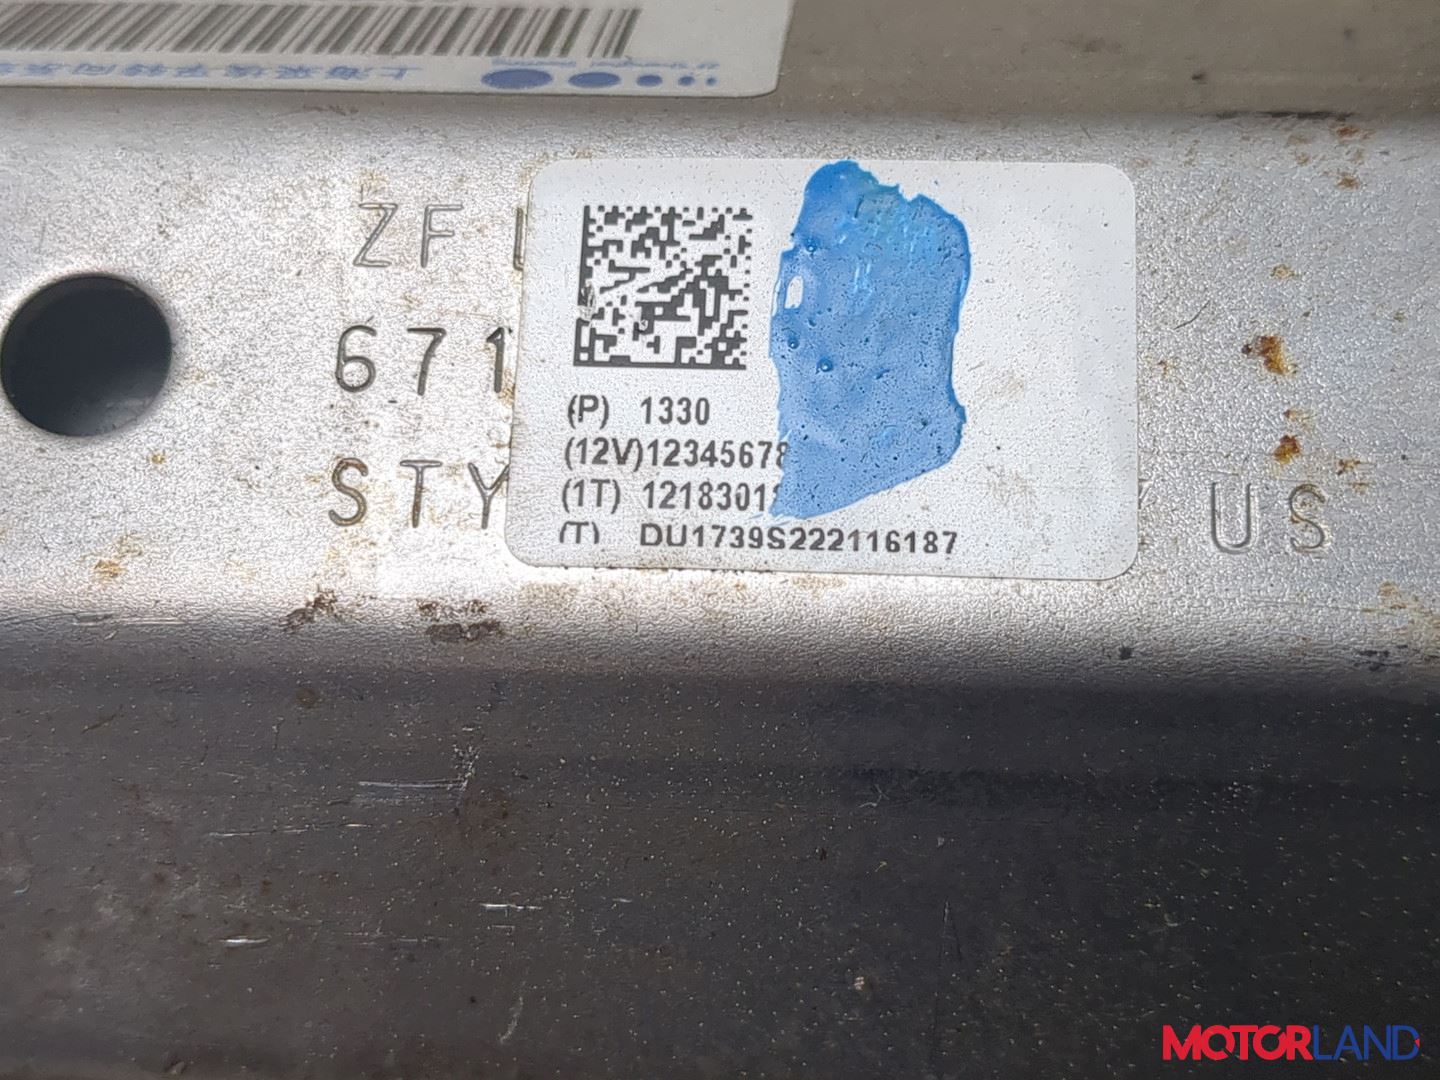 ZF
671
STY
US
(P) 1330
(12V)12345678
(1T) 1218301
(T) DU1739S222116187
MOTORLAND